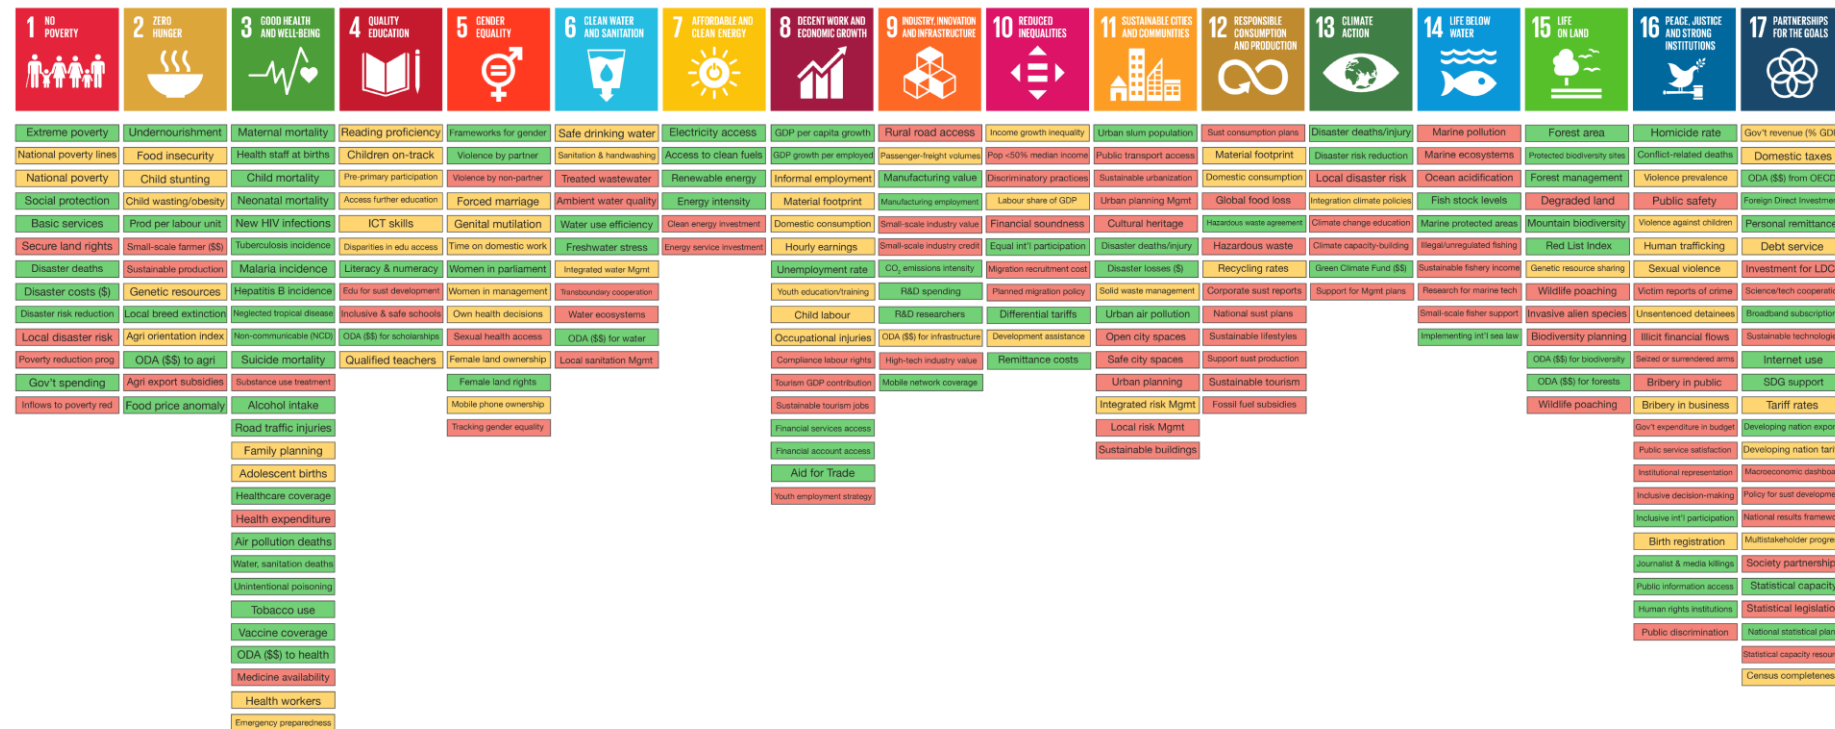 1 NO
POVERTY
Extreme poverty
National poverty lines
National poverty
Social protection
Basic services
Secure land rights
Disaster deaths
Disaster costs ($)
Disaster risk reduction
Local disaster risk
Poverty reduction prog
Gov't spending
Inflows to poverty red
2 ZERO
HUNGER
Undernourishment
Food insecurity
Child stunting
Child wasting/obesity
Prod per labour unit
Small-scale farmer ($$)
Sustainable production
Genetic resources
Local breed extinction
Agri orientation index
ODA ($$) to agri
Agri export subsidies
Food price anomaly
3 GOOD HEALTH
AND WELL-BEING
Maternal mortality
Health staff at births
Child mortality
Neonatal mortality
New HIV infections
Tuberculosis incidence
Malaria incidence
Hepatitis B incidence
Neglected tropical disease
Non-communicable (NCD)
Suicide mortality
Substance use treatment
Alcohol intake
Road traffic injuries
Family planning
Adolescent births
Healthcare coverage
Health expenditure
Air pollution deaths
Water, sanitation deaths
Unintentional poisoning
Tobacco use
Vaccine coverage
ODA ($$) to health
Medicine availability
Health workers
Emergency preparedness
4 QUALITY
EDUCATION
Reading proficiency
Children on-track
Pre-primary participation
Access further education
ICT skills
Disparities in edu access
Literacy & numeracy
Edu for sust development
Inclusive & safe schools
ODA ($$) for scholarships
Qualified teachers
5 GENDER
EQUALITY
Frameworks for gender
Violence by partner
Violence by non-partner
Forced marriage
Genital mutilation
Time on domestic work
Women in parliament
Women in management
Own health decisions
Sexual health access
Female land ownership
Female land rights
Mobile phone ownership
Tracking gender equality
6 CLEAN WATER
AND SANITATION
Safe drinking water
Sanitation & handwashing
Treated wastewater
Ambient water quality
Water use efficiency
Freshwater stress
Integrated water Mgmt
Transboundary cooperation
Water ecosystems
ODA ($$) for water
Local sanitation Mgmt
7 AFFORDABLE AND
CLEAN ENERGY
Electricity access
Access to clean fuels
Renewable energy
Energy intensity
Clean energy investment
Energy service investment
8 DECENT WORK AND
ECONOMIC GROWTH
GDP per capita growth
GDP growth per employed
Informal employment
Material footprint
Domestic consumption
Hourly earnings
Unemployment rate
Youth education/training
Child labour
Occupational injuries
Compliance labour rights
Tourism GDP contribution
Sustainable tourism jobs
Financial services access
Financial account access
Aid for Trade
Youth employment strategy
9 INDUSTRY, INNOVATION
AND INFRASTRUCTURE
Rural road access
Passenger-freight volumes
Manufacturing value
Manufacturing employment
Small-scale industry value
Small-scale industry credit
CO2 emissions intensity
R&D spending
R&D researchers
ODA ($$) for infrastructure
High-tech industry value
Mobile network coverage
10 REDUCED
INEQUALITIES
Income growth inequality
Pop <50% median income
Discriminatory practices
Labour share of GDP
Financial soundness
Equal int'l participation
Migration recruitment cost
Planned migration policy
Differential tariffs
Development assistance
Remittance costs
11 SUSTAINABLE CITIES
AND COMMUNITIES
Urban slum population
Public transport access
Sustainable urbanization
Urban planning Mgmt
Cultural heritage
Disaster deaths/injury
Disaster losses ($)
Solid waste management
Urban air pollution
Open city spaces
Safe city spaces
Urban planning
Integrated risk Mgmt
Local risk Mgmt
Sustainable buildings
12 RESPONSIBLE
CONSUMPTION
AND PRODUCTION
Sust consumption plans
Material footprint
Domestic consumption
Global food loss
Hazardous waste agreement
Hazardous waste
Recycling rates
Corporate sust reports
National sust plans
Sustainable lifestyles
Support sust production
Sustainable tourism
Fossil fuel subsidies
13 CLIMATE
ACTION
Disaster deaths/injury
Disaster risk reduction
Local disaster risk
Integration climate policies
Climate change education
Climate capacity-building
Green Climate Fund ($$)
Support for Mgmt plans
14 LIFE BELOW
WATER
Marine pollution
Marine ecosystems
Ocean acidification
Fish stock levels
Marine protected areas
Illegal/unregulated fishing
Sustainable fishery income
Research for marine tech
Small-scale fisher support
Implementing int'l sea law
15 LIFE
ON LAND
Forest area
Protected biodiversity sites
Forest management
Degraded land
Mountain biodiversity
Red List Index
Genetic resource sharing
Wildlife poaching
Invasive alien species
Biodiversity planning
ODA ($$) for biodiversity
ODA ($$) for forests
Wildlife poaching
16 PEACE, JUSTICE
AND STRONG
INSTITUTIONS
Homicide rate
Conflict-related deaths
Violence prevalence
Public safety
Violence against children
Human trafficking
Sexual violence
Victim reports of crime
Unsentenced detainees
Illicit financial flows
Seized or surrendered arms
Bribery in public
Bribery in business
Gov't expenditure in budget
Public service satisfaction
Institutional representation
Inclusive decision-making
Inclusive int'l participation
Birth registration
Journalist & media killings
Public information access
Human rights institutions
Public discrimination
17 PARTNERSHIPS
FOR THE GOALS
Gov't revenue (% GD
Domestic taxes
ODA ($$) from OECD
Foreign Direct Investmen
Personal remittance
Debt service
Investment for LDC
Science/tech cooperatio
Broadband subscription
Sustainable technologie
Internet use
SDG support
Tariff rates
Developing nation expor
Developing nation tari
Macroeconomic dashboa
Policy for sust developme
National results framewo
Multistakeholder progre
Society partnership
Statistical capacity
Statistical legislatio
National statistical plan
Statistical capacity resour
Census completenes